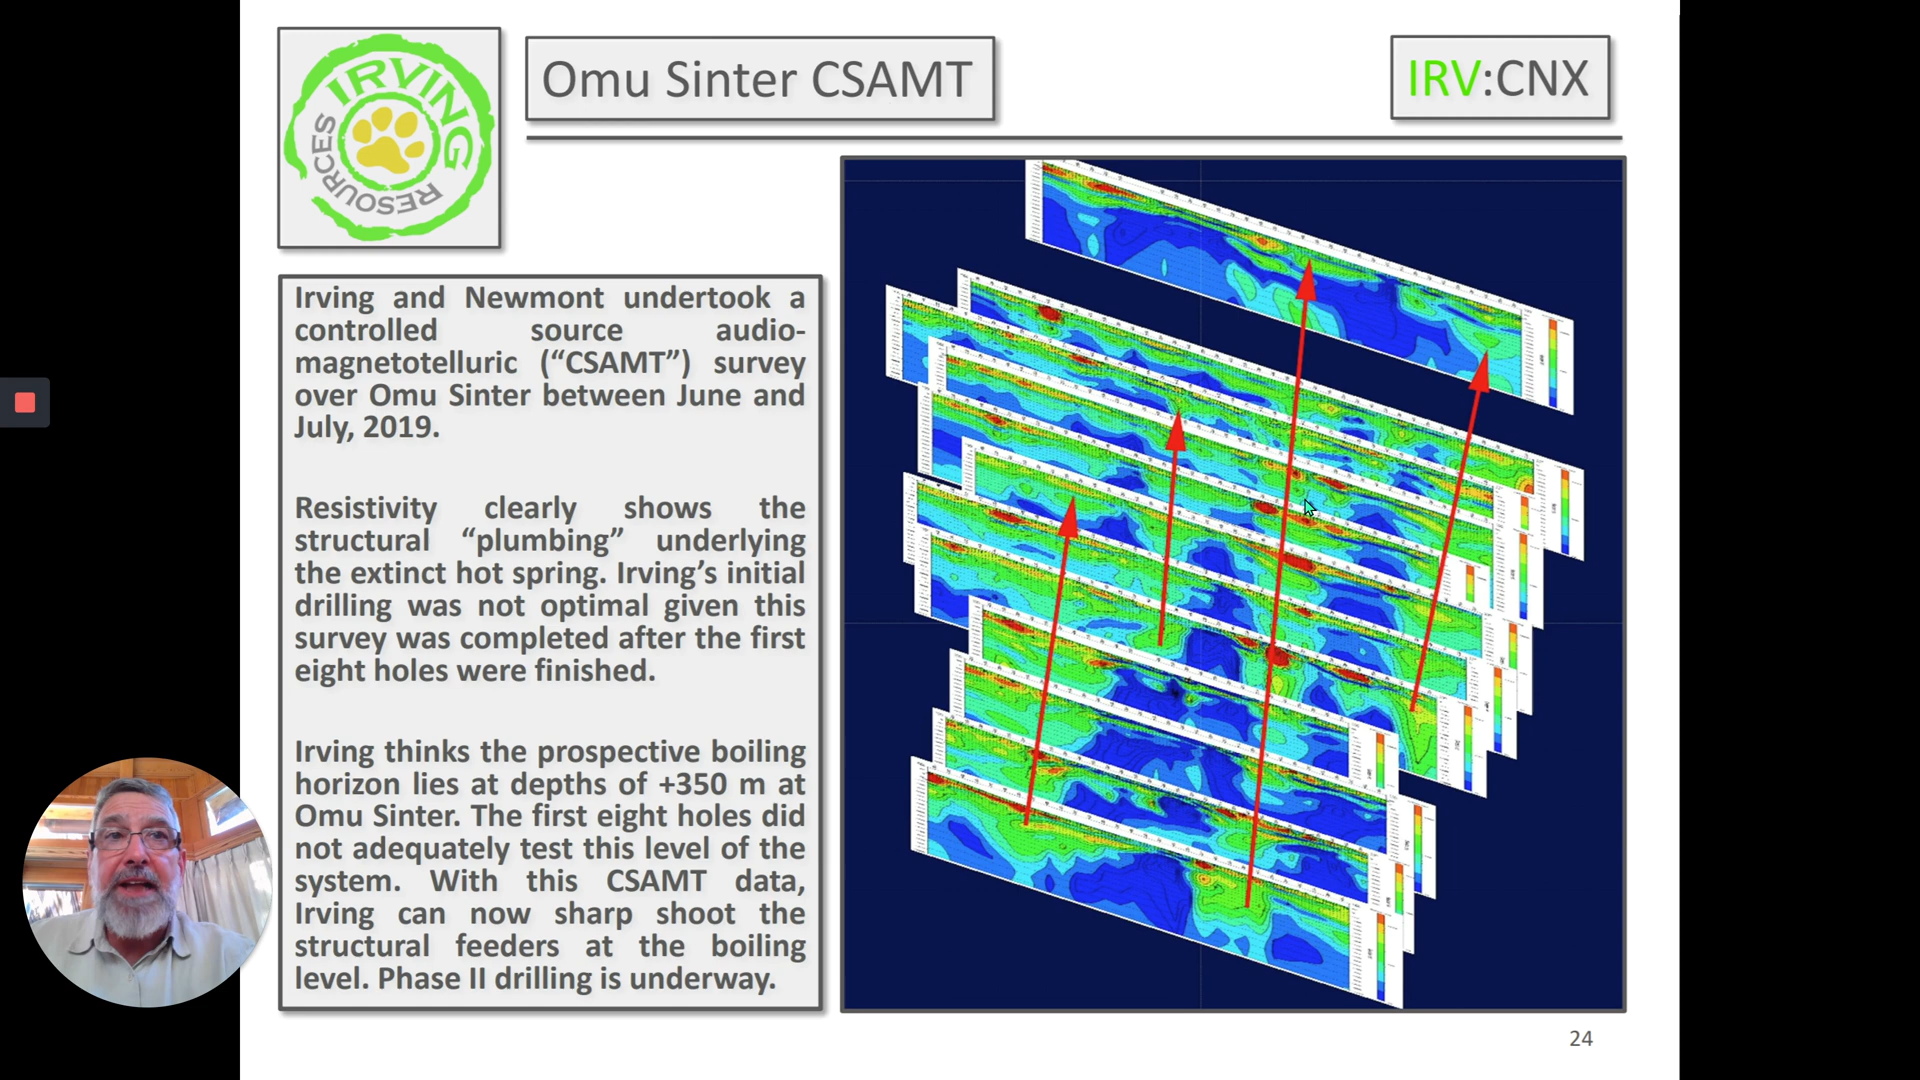 IRVING
RESOURCES
Omu Sinter CSAMT
IRV:CNX
Irving and Newmont undertook a
controlled source audio-
magnetotelluric (“CSAMT”) survey
over Omu Sinter between June and
July, 2019.
Resistivity clearly shows the
structural “plumbing” underlying
the extinct hot spring. Irving’s initial
drilling was not optimal given this
survey was completed after the first
eight holes were finished.
Irving thinks the prospective boiling
horizon lies at depths of +350 m at
Omu Sinter. The first eight holes did
not adequately test this level of the
system. With this CSAMT data,
Irving can now sharp shoot the
structural feeders at the boiling
level. Phase II drilling is underway.
24